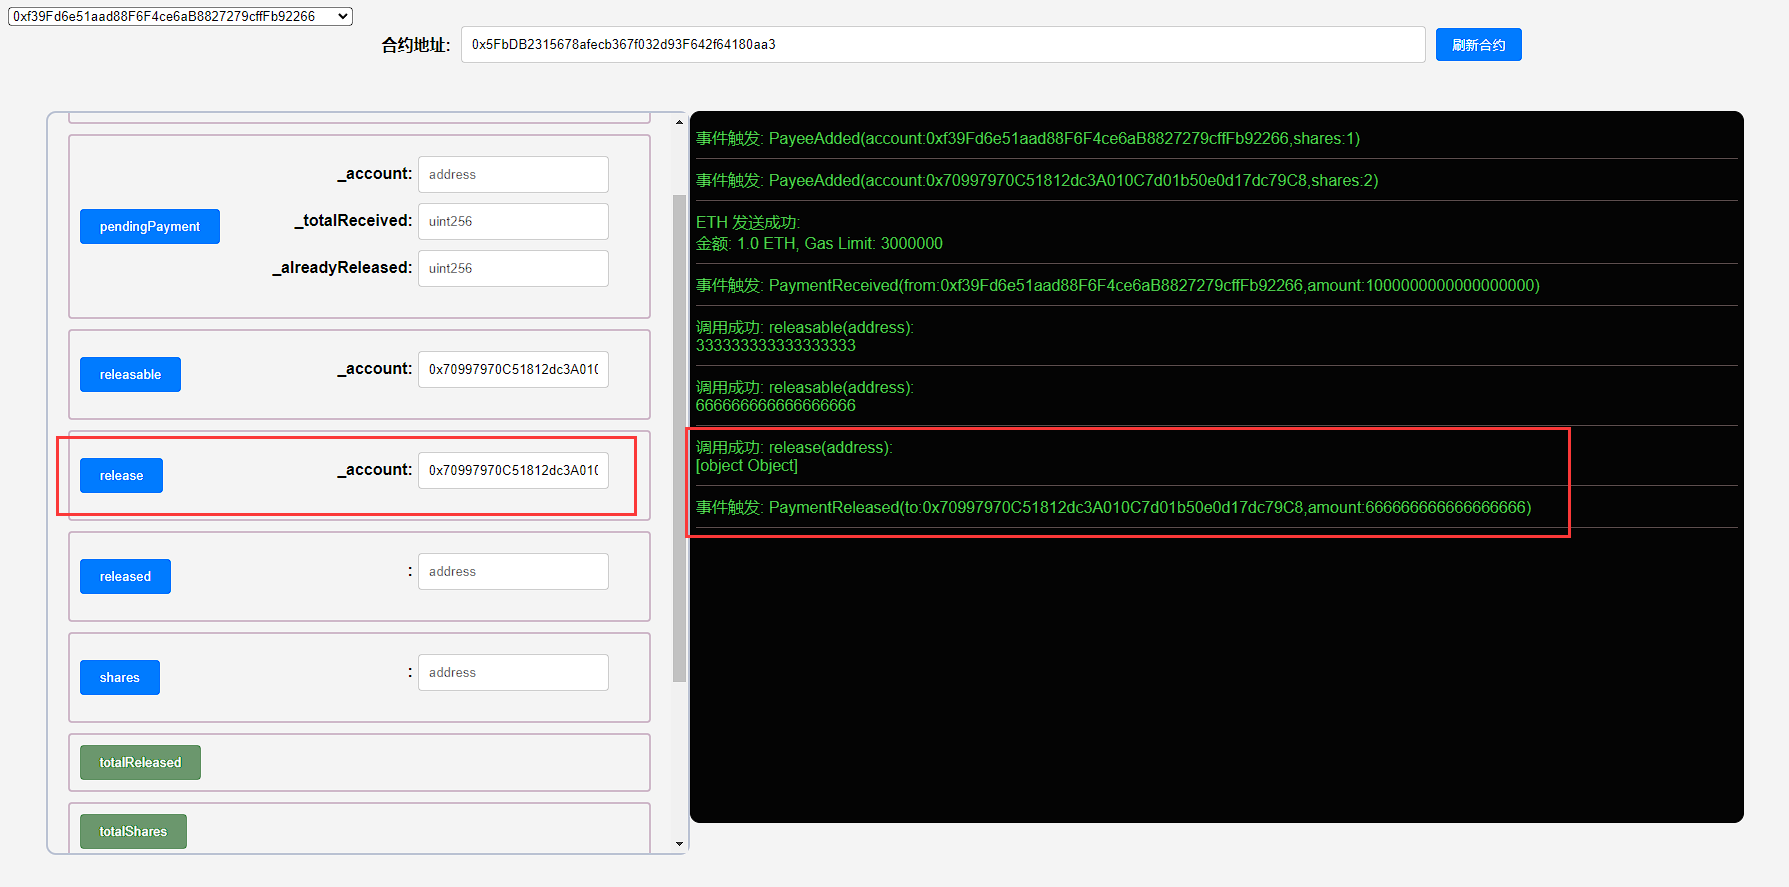 0xf39Fd6e51aad88F6F4ce6aB8827279cffFb92266
合约地址: 0x5FbDB2315678afecb367f032d93F642f64180aa3 刷新合约
_account: address
pendingPayment _totalReceived: uint256
_alreadyReleased: uint256
releasable _account: 0x70997970C51812dc3A010
release _account: 0x70997970C51812dc3A010
released : address
shares : address
totalReleased
totalShares
事件触发: PayeeAdded(account:0xf39Fd6e51aad88F6F4ce6aB8827279cffFb92266,shares:1)
事件触发: PayeeAdded(account:0x70997970C51812dc3A010C7d01b50e0d17dc79C8,shares:2)
ETH 发送成功:
金额: 1.0 ETH, Gas Limit: 3000000
事件触发: PaymentReceived(from:0xf39Fd6e51aad88F6F4ce6aB8827279cffFb92266,amount:1000000000000000000)
调用成功: releasable(address):
333333333333333333
调用成功: releasable(address):
666666666666666666
调用成功: release(address):
[object Object]
事件触发: PaymentReleased(to:0x70997970C51812dc3A010C7d01b50e0d17dc79C8,amount:666666666666666666)